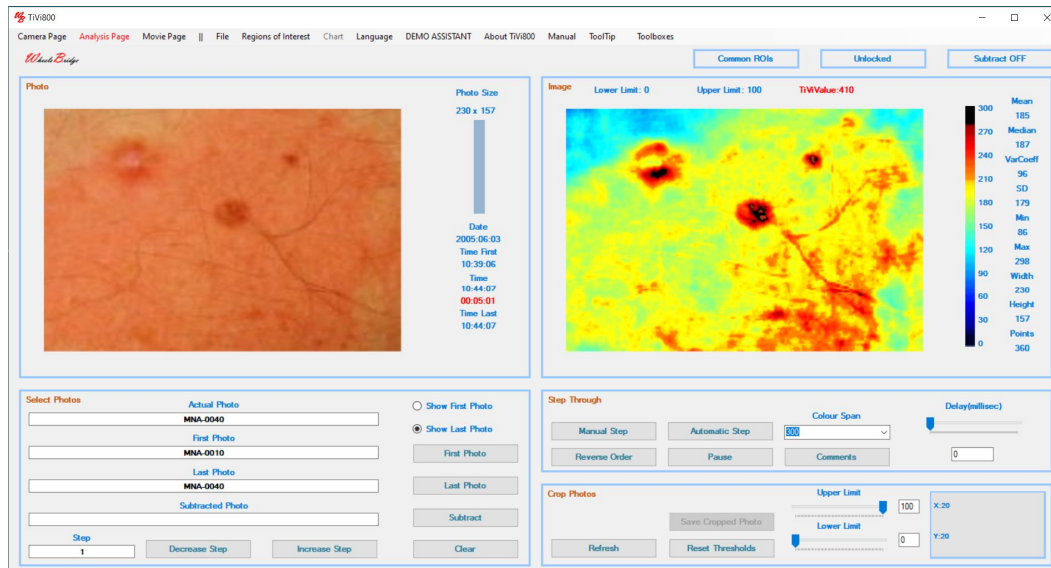 WB TiVi800
Camera Page Analysis Page Movie Page || File Regions of Interest Chart Language DEMO ASSISTANT About TiVi800 Manual ToolTip Toolboxes
WheelsBridge
Common ROIs Unlocked Subtract OFF
Photo
Photo Size
230 x 157
Date
2005:06:03
Time First
10:39:06
Time
10:44:07
00:05:01
Time Last
10:44:07
Image Lower Limit: 0 Upper Limit: 100 TiViValue:410
300
270
240
210
180
150
120
90
60
30
0
Mean
185
Median
187
VarCoeff
96
SD
179
Min
86
Max
298
Width
230
Height
157
Points
360
Select Photos
Actual Photo
MNA-0040
First Photo
MNA-0010
Last Photo
MNA-0040
Subtracted Photo
Step
1
Decrease Step Increase Step
Show First Photo
Show Last Photo
First Photo
Last Photo
Subtract
Clear
Step Through
Manual Step Automatic Step
Colour Span
300
Reverse Order Pause Comments
Delay(millisec)
0
Crop Photos
Save Cropped Photo
Refresh Reset Thresholds
Upper Limit
100
Lower Limit
0
X:20
Y:20